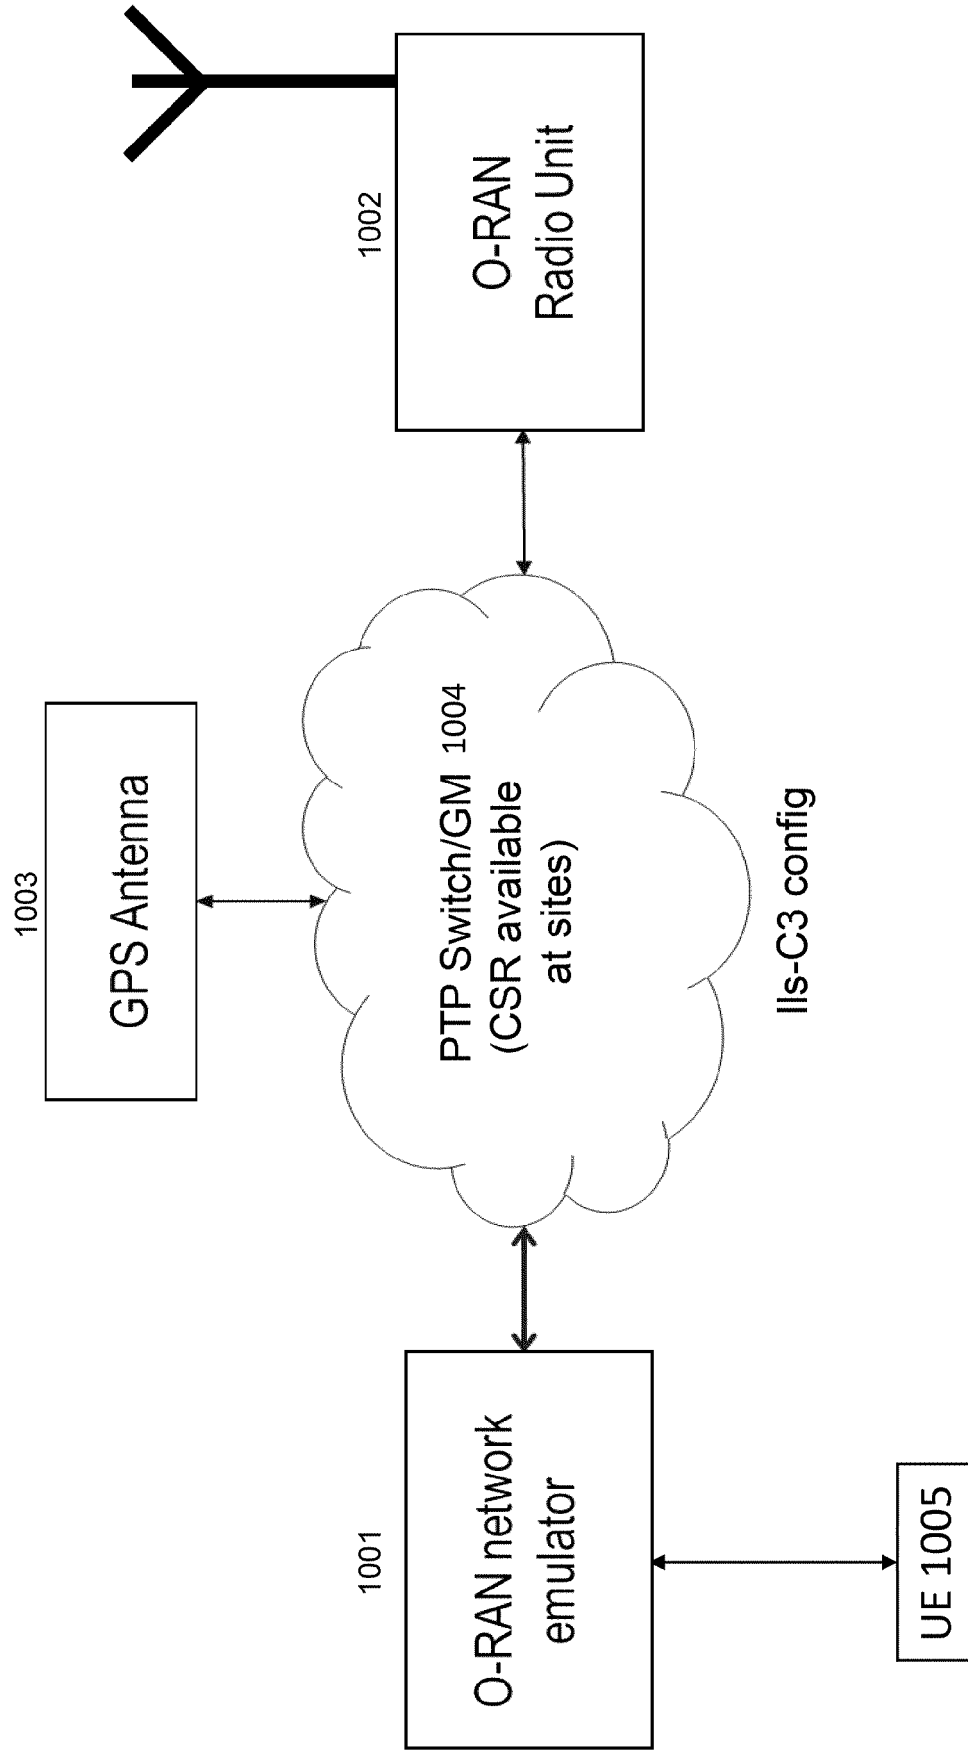 1003
GPS Antenna
1001
O-RAN network
emulator
PTP Switch/GM 1004
(CSR available
at sites)
1002
O-RAN
Radio Unit
lls-C3 config
UE 1005